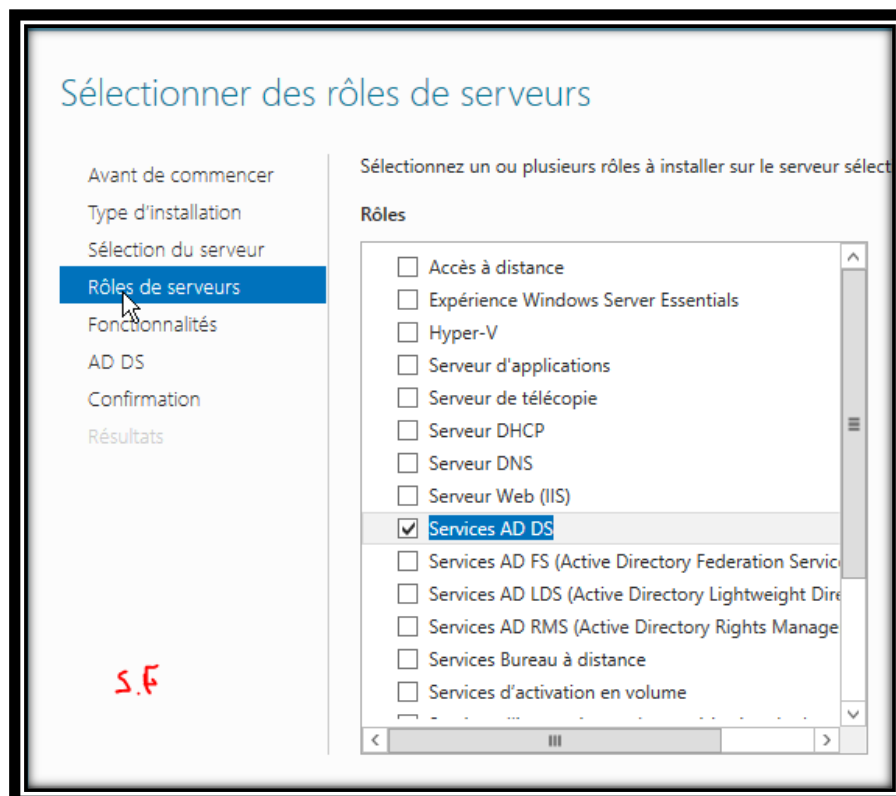 Sélectionner des rôles de serveurs
Avant de commencer
Type d'installation
Sélection du serveur
Rôles de serveurs
Fonctionnalités
AD DS
Confirmation
Résultats
Sélectionnez un ou plusieurs rôles à installer sur le serveur sélect
Rôles
Accès à distance
Expérience Windows Server Essentials
Hyper-V
Serveur d'applications
Serveur de télécopie
Serveur DHCP
Serveur DNS
Serveur Web (IIS)
Services AD DS
Services AD FS (Active Directory Federation Servic
Services AD LDS (Active Directory Lightweight Dire
Services AD RMS (Active Directory Rights Manage
Services Bureau à distance
Services d'activation en volume
S.F